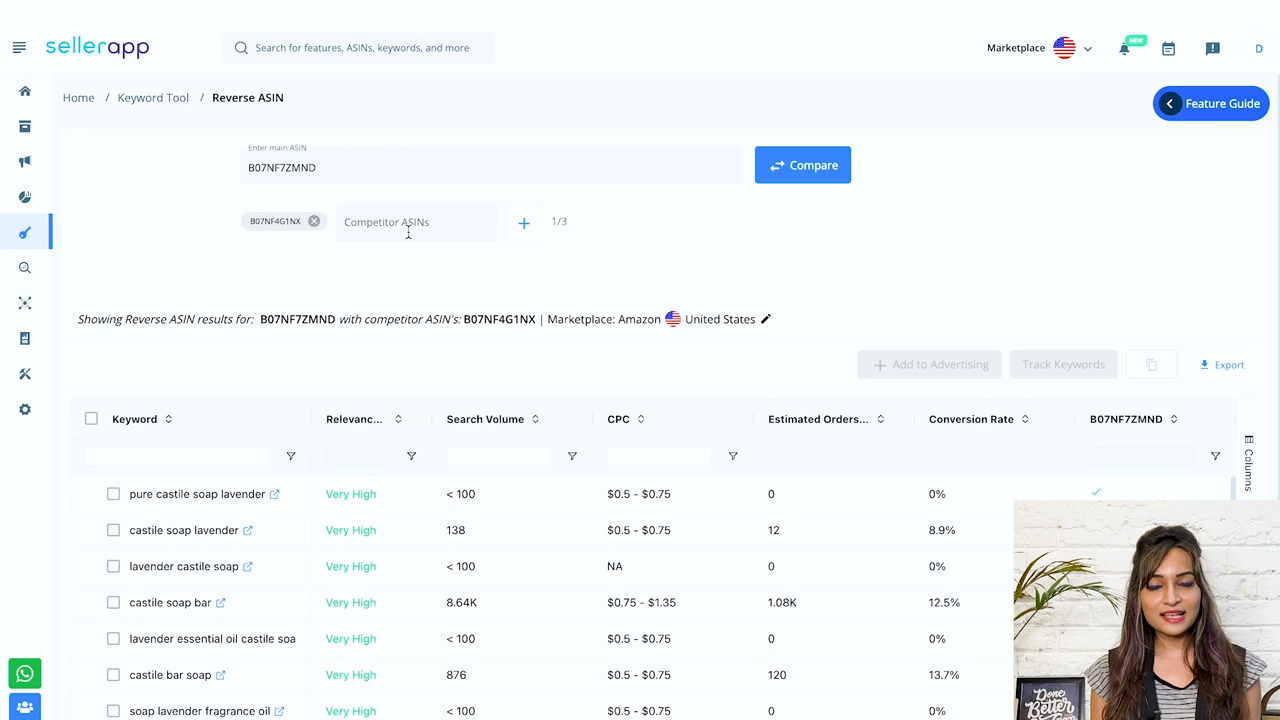 sellerapp
Search for features, ASINs, keywords, and more
Marketplace
NEW
D
Home / Keyword Tool / Reverse ASIN
Feature Guide
Enter main ASIN
B07NF7ZMND
Compare
B07NF4G1NX
Competitor ASINs
+
1/3
Showing Reverse ASIN results for: B07NF7ZMND with competitor ASIN's: B07NF4G1NX | Marketplace: Amazon United States
+ Add to Advertising
Track Keywords
Export
Keyword Relevanc... Search Volume CPC Estimated Orders... Conversion Rate B07NF7ZMND
Columns
pure castile soap lavender Very High < 100 $0.5 - $0.75 0 0%
castile soap lavender Very High 138 $0.5 - $0.75 12 8.9%
lavender castile soap Very High < 100 NA 0 0%
castile soap bar Very High 8.64K $0.75 - $1.35 1.08K 12.5%
lavender essential oil castile soa Very High < 100 $0.5 - $0.75 0 0%
castile bar soap Very High 876 $0.5 - $0.75 120 13.7%
soap lavender fragrance oil Very High < 100 $0.5 - $0.75 0 0%
Done
Better